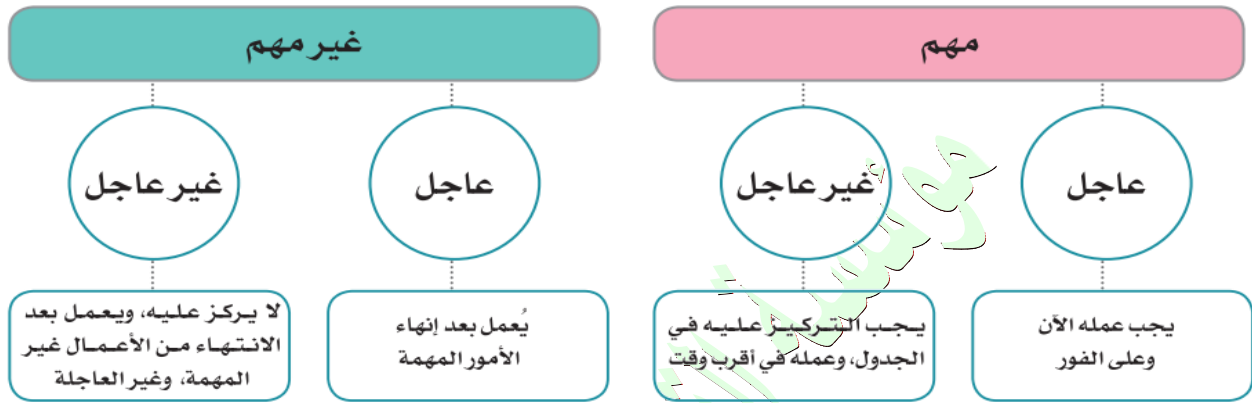 مهم
غير مهم
عاجل
غير عاجل
عاجل
غير عاجل
يجب عمله الآن
وعلى الفور
يجب التركيز عليه في
الجدول، وعمله في أقرب وقت
يُعمل بعد إنهاء
الأمور المهمة
لا يركز عليه، ويعمل بعد
الانتهاء من الأعمال غير
المهمة، وغير العاجلة
مؤسسة